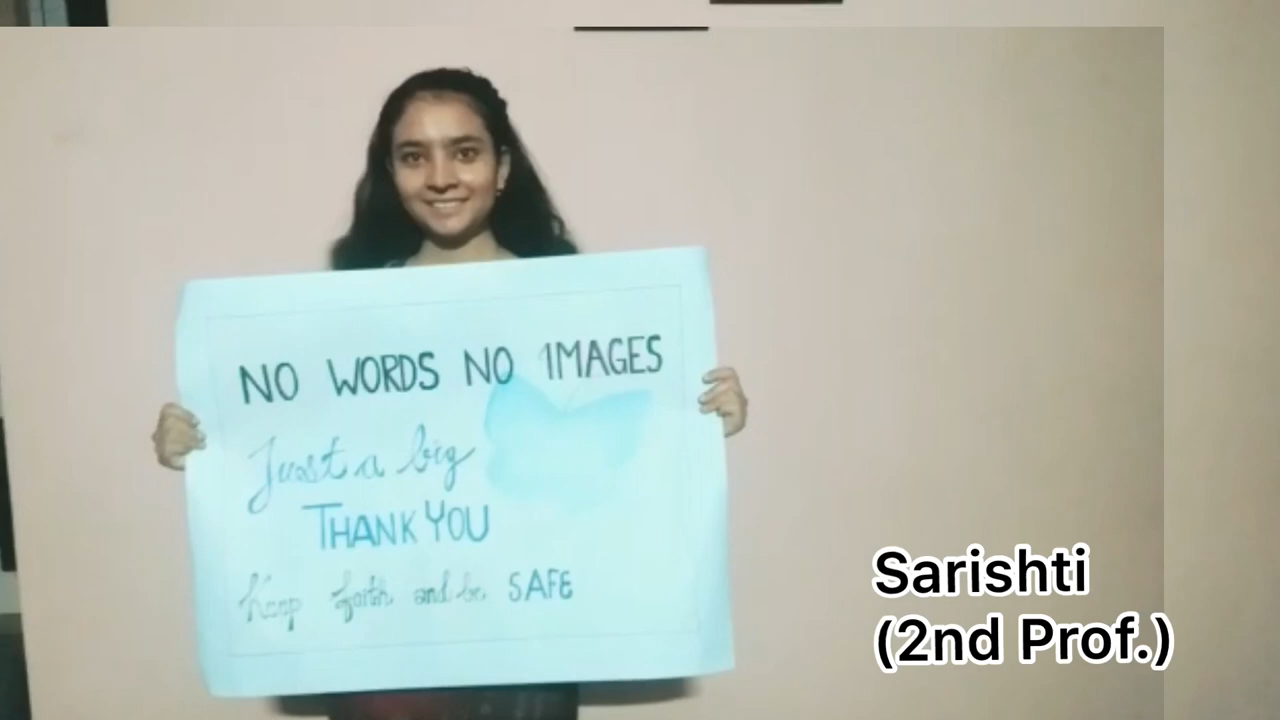 NO WORDS NO IMAGES
Just a big
THANK YOU
Keep faith and be SAFE
Sarishti
(2nd Prof.)